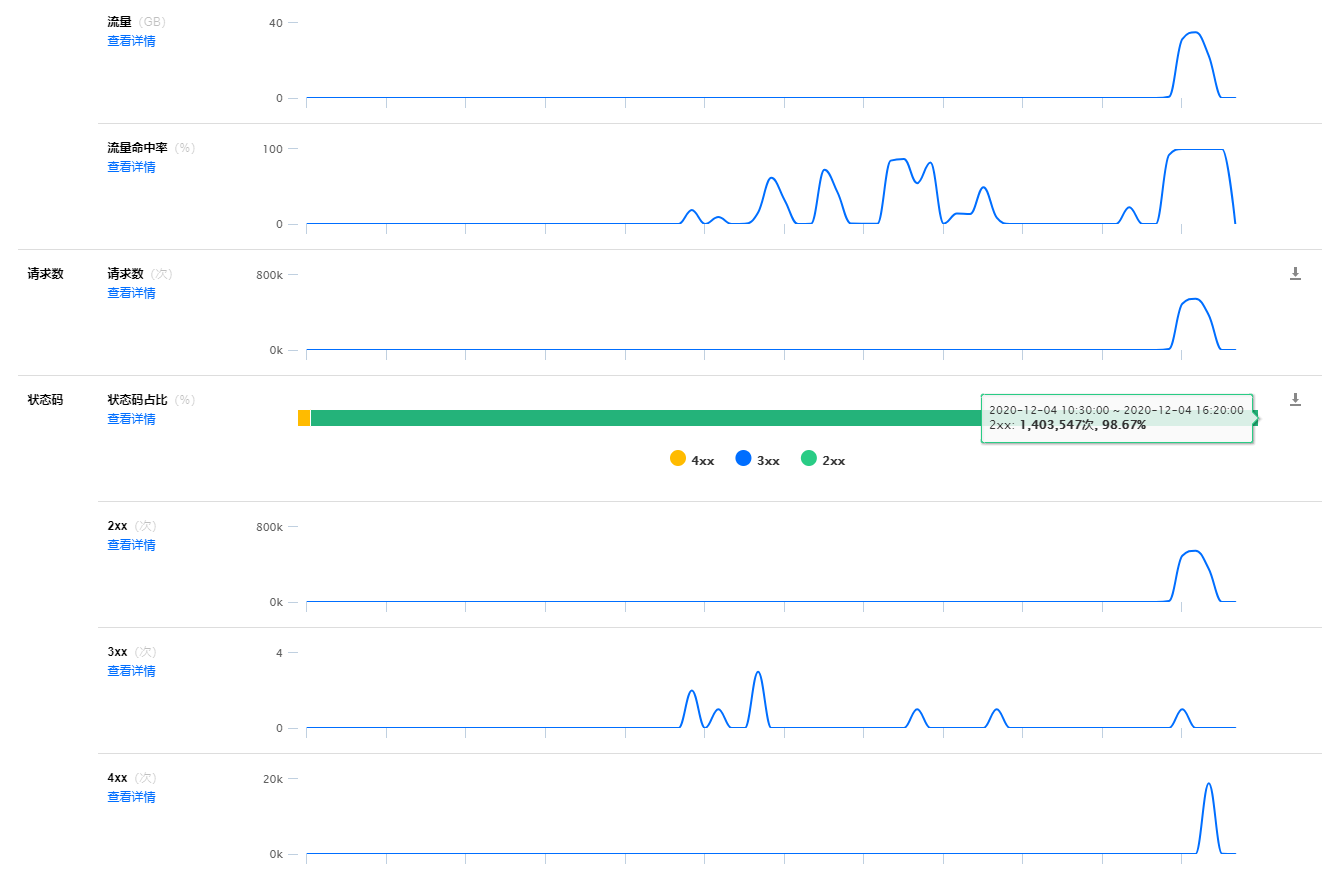 流量 (GB)
查看详情
40
0
流量命中率 (%)
查看详情
100
0
请求数
请求数 (次)
查看详情
800k
0k
状态码
状态码占比 (%)
查看详情
2020-12-04 10:30:00 ~ 2020-12-04 16:20:00
2xx: 1,403,547次, 98.67%
4xx 3xx 2xx
2xx (次)
查看详情
800k
0k
3xx (次)
查看详情
4
0
4xx (次)
查看详情
20k
0k